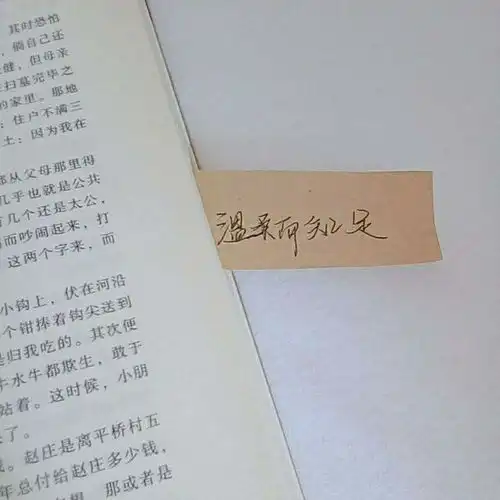 其时恐怕
，倘自己还
健，但母亲
扫墓完毕之
的家里。那地
：住户不满三
土：因为我在
都从父母那里得
几乎也就是公共
有几个还是太公，
而吵闹起来，打
这两个字来，而
小钩上，伏在河沿
个钳捧着钩尖送到
是归我吃的。其次便
牛水牛都欺生，敢于
站着。这时候，小朋
了。
。赵庄是离平桥村五
年总付给赵庄多少钱，
那或者是
温柔而知足